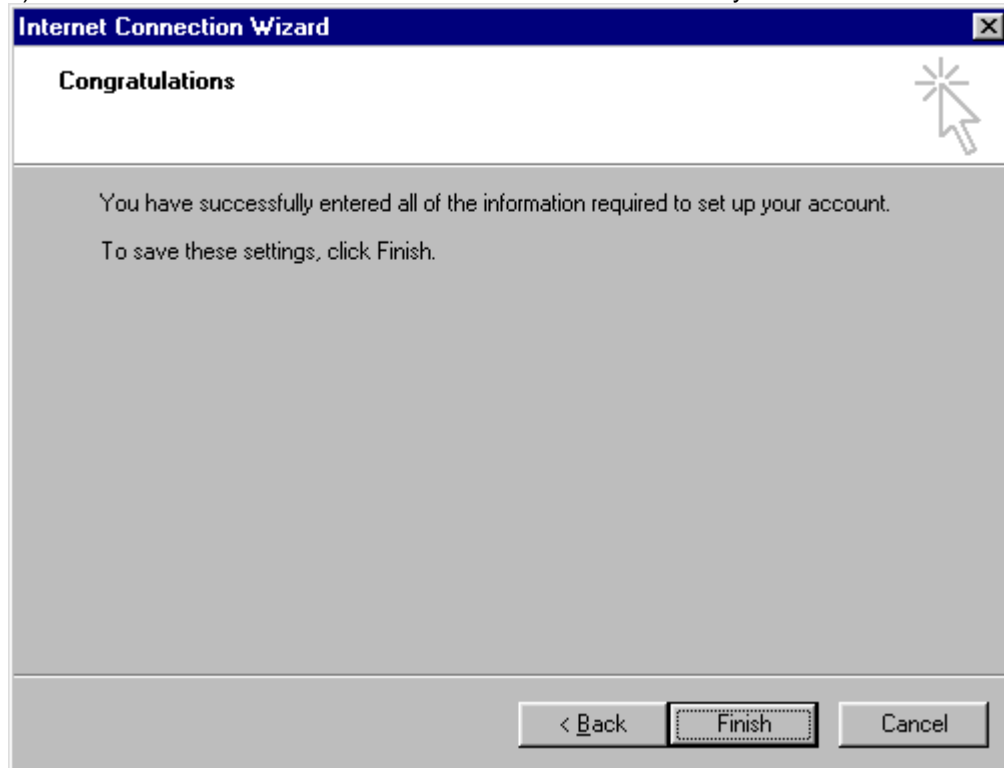 Internet Connection Wizard
Congratulations
You have successfully entered all of the information required to set up your account.
To save these settings, click Finish.
< Back
Finish
Cancel